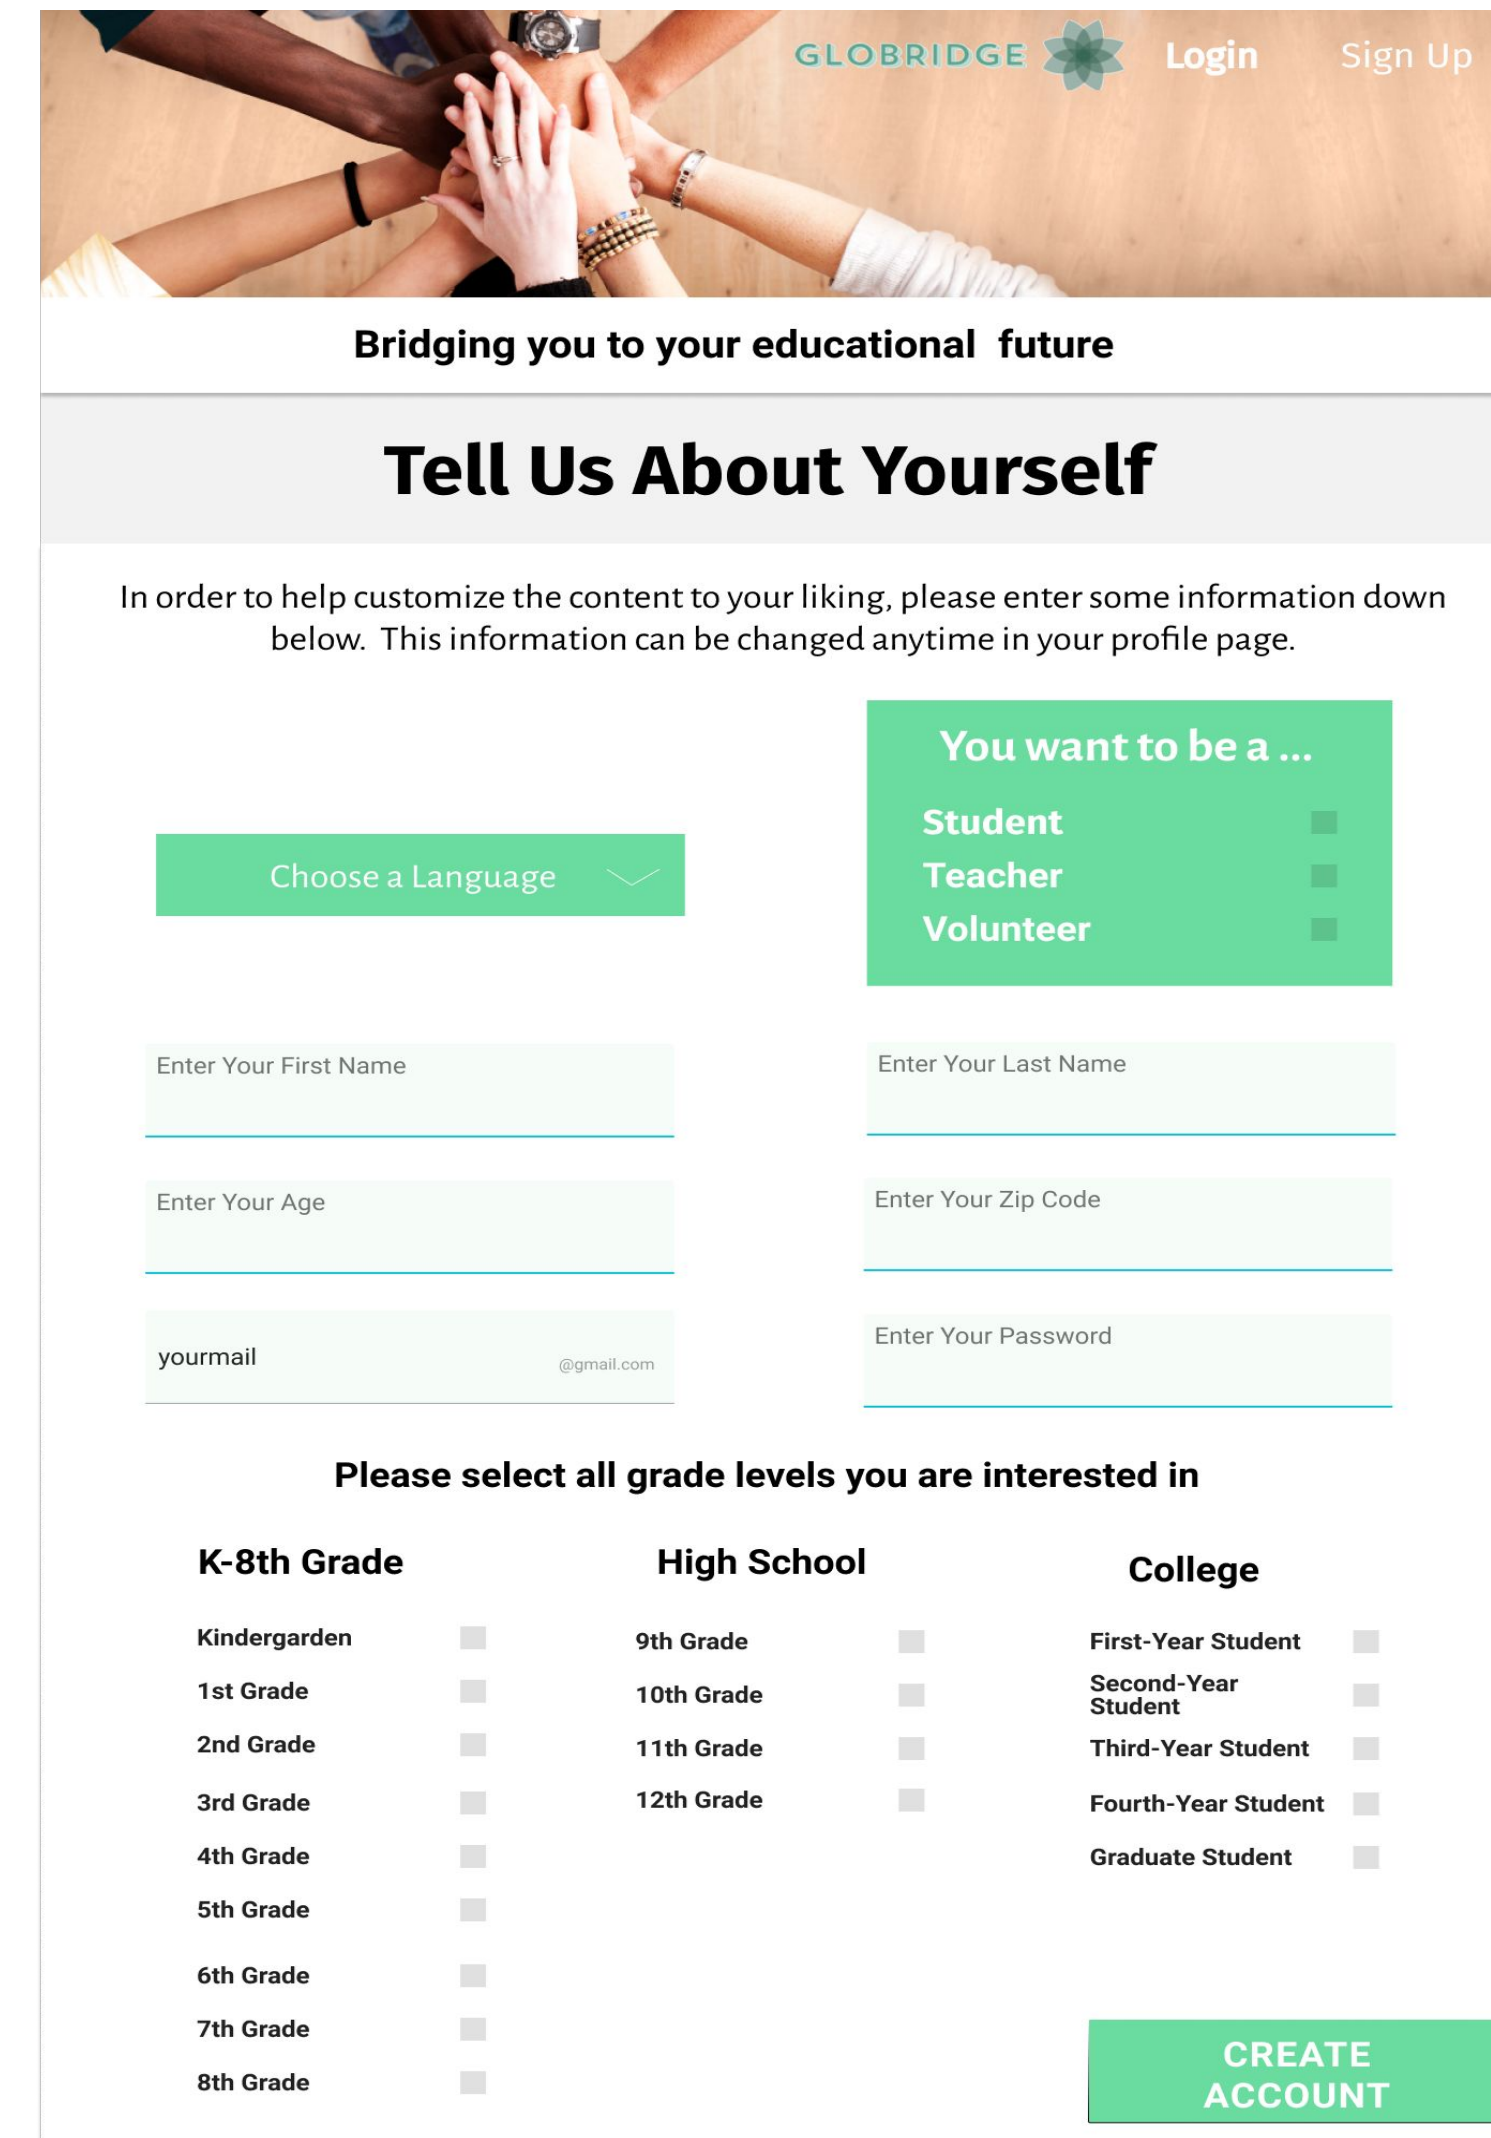 GLOBRIDGE
Login
Sign Up
Bridging you to your educational future
Tell Us About Yourself
In order to help customize the content to your liking, please enter some information down
below. This information can be changed anytime in your profile page.
Choose a Language
You want to be a ...
Student
Teacher
Volunteer
Enter Your First Name
Enter Your Last Name
Enter Your Age
Enter Your Zip Code
yourmail
@gmail.com
Enter Your Password
Please select all grade levels you are interested in
K-8th Grade
Kindergarden
1st Grade
2nd Grade
3rd Grade
4th Grade
5th Grade
6th Grade
7th Grade
8th Grade
High School
9th Grade
10th Grade
11th Grade
12th Grade
College
First-Year Student
Second-Year
Student
Third-Year Student
Fourth-Year Student
Graduate Student
CREATE
ACCOUNT